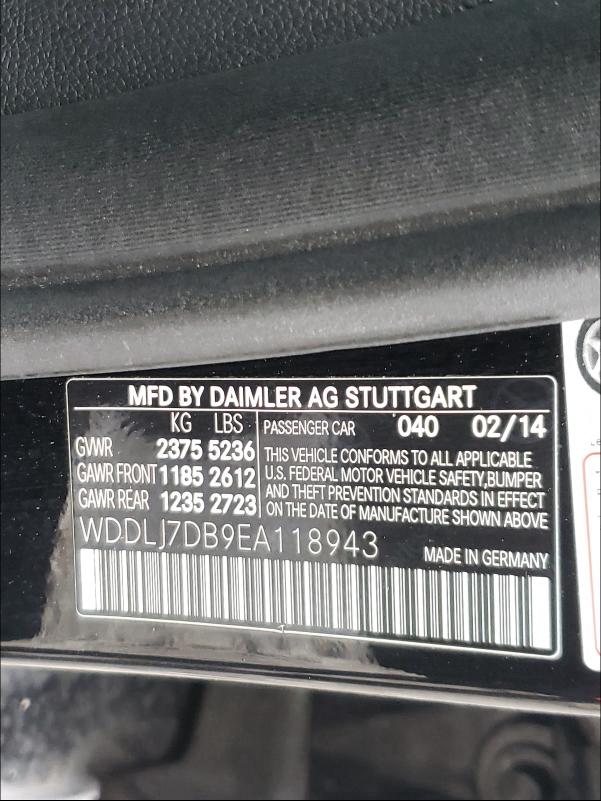 MFD BY DAIMLER AG STUTTGART
KG LBS
GVWR 2375 5236
GAWR FRONT 1185 2612
GAWR REAR 1235 2723
PASSENGER CAR 040 02/14
THIS VEHICLE CONFORMS TO ALL APPLICABLE
U.S. FEDERAL MOTOR VEHICLE SAFETY,BUMPER
AND THEFT PREVENTION STANDARDS IN EFFECT
ON THE DATE OF MANUFACTURE SHOWN ABOVE
WDDLJ7DB9EA118943
MADE IN GERMANY